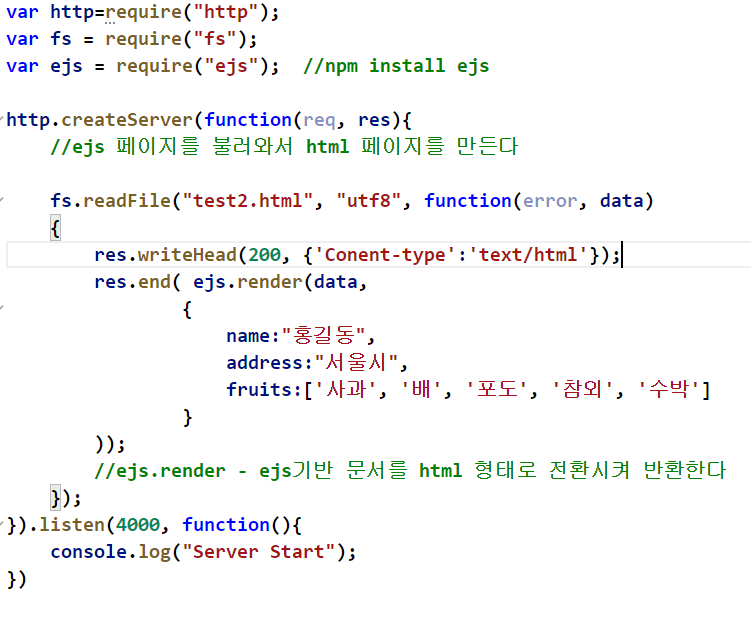 var http=require("http");
var fs = require("fs");
var ejs = require("ejs");  //npm install ejs
http.createServer(function(req, res){
    //ejs 페이지를 불러와서 html 페이지를 만든다
    fs.readFile("test2.html", "utf8", function(error, data)
    {
        res.writeHead(200, {'Conent-type':'text/html'});
        res.end( ejs.render(data,
                {
                    name:"홍길동",
                    address:"서울시",
                    fruits:['사과', '배', '포도', '참외', '수박']
                }
        ));
        //ejs.render - ejs기반 문서를 html 형태로 전환시켜 반환한다
    });
}).listen(4000, function(){
    console.log("Server Start");
})